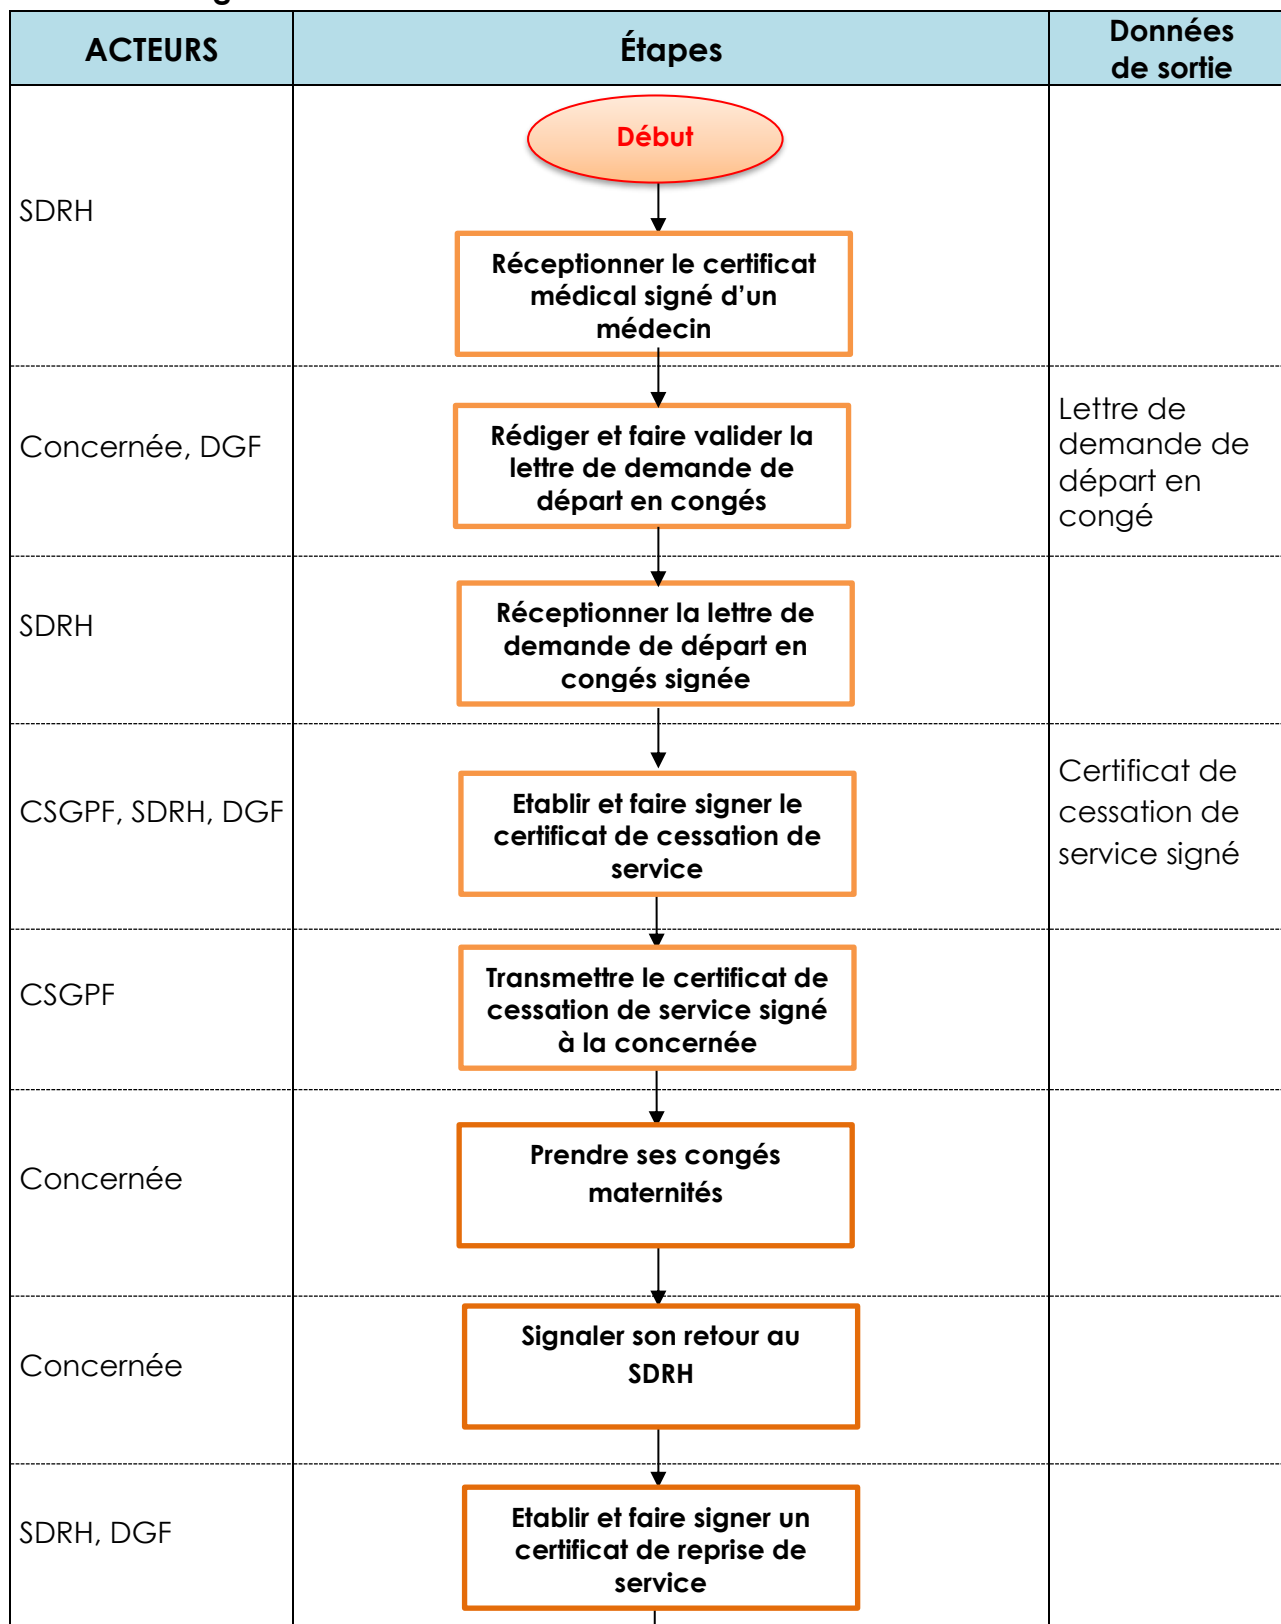 ACTEURS
Étapes
Données
de sortie
Début
SDRH
Réceptionner le certificat
médical signé d’un
médecin
Concernée, DGF
Rédiger et faire valider la
lettre de demande de
départ en congés
Lettre de
demande de
départ en
congé
SDRH
Réceptionner la lettre de
demande de départ en
congés signée
CSGPF, SDRH, DGF
Etablir et faire signer le
certificat de cessation de
service
Certificat de
cessation de
service signé
CSGPF
Transmettre le certificat de
cessation de service signé
à la concernée
Concernée
Prendre ses congés
maternités
Concernée
Signaler son retour au
SDRH
SDRH, DGF
Etablir et faire signer un
certificat de reprise de
service